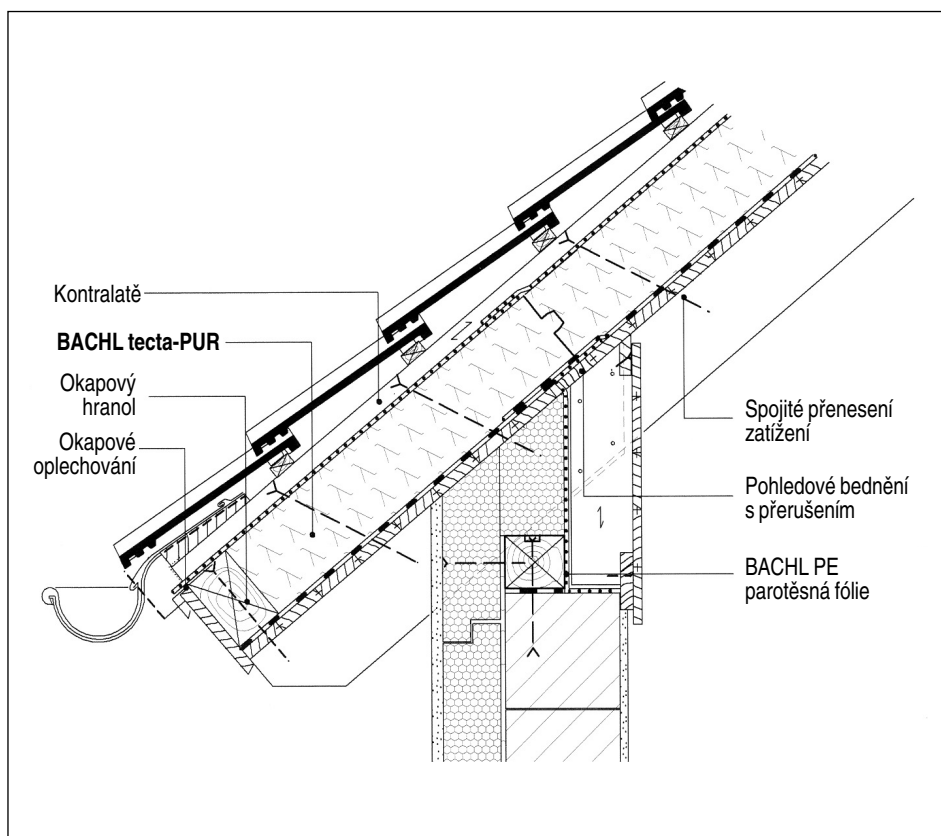 Kontralatě
BACHL tecta-PUR
Okapový
hranol
Okapové
oplechování
Spojité přenesení
zatížení
Pohledové bednění
s přerušením
BACHL PE
parotěsná fólie